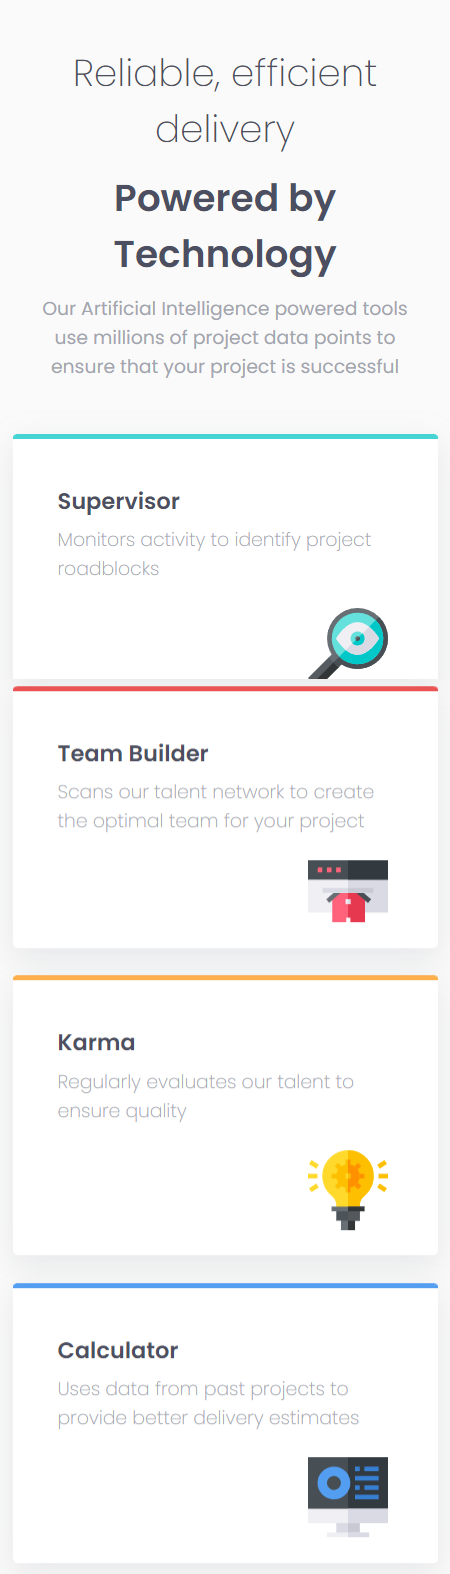 Reliable, efficient
delivery
Powered by
Technology
Our Artificial Intelligence powered tools
use millions of project data points to
ensure that your project is successful
Supervisor
Monitors activity to identify project
roadblocks
Team Builder
Scans our talent network to create
the optimal team for your project
Karma
Regularly evaluates our talent to
ensure quality
Calculator
Uses data from past projects to
provide better delivery estimates